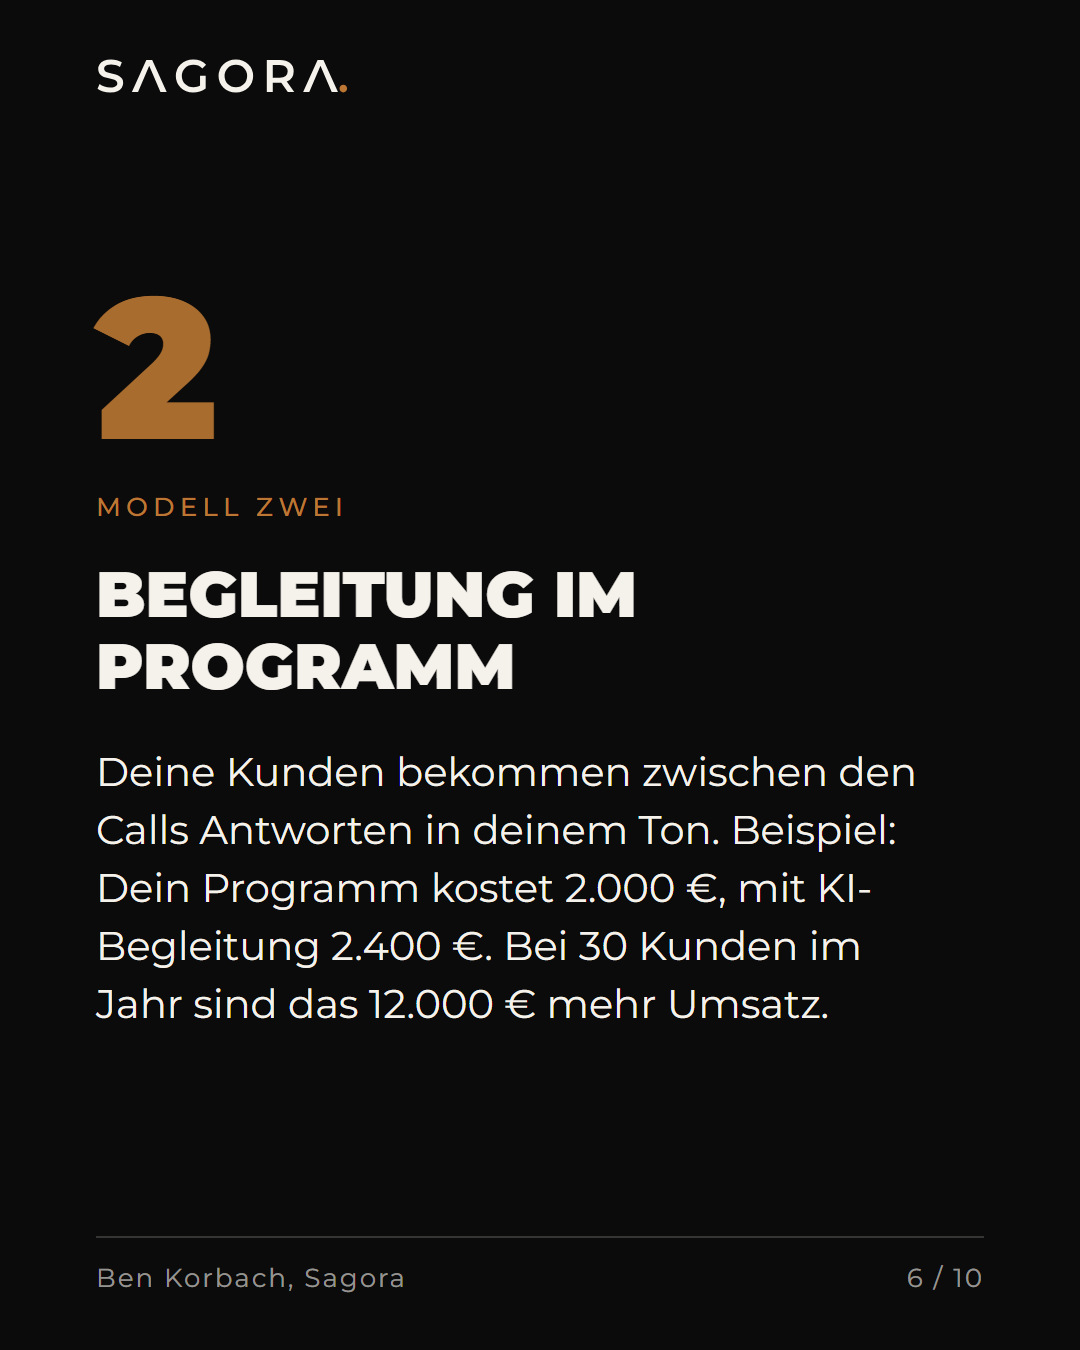 SAGORA.
2
MODELL ZWEI
BEGLEITUNG IM
PROGRAMM
Deine Kunden bekommen zwischen den
Calls Antworten in deinem Ton. Beispiel:
Dein Programm kostet 2.000 €, mit KI-
Begleitung 2.400 €. Bei 30 Kunden im
Jahr sind das 12.000 € mehr Umsatz.
Ben Korbach, Sagora
6 / 10